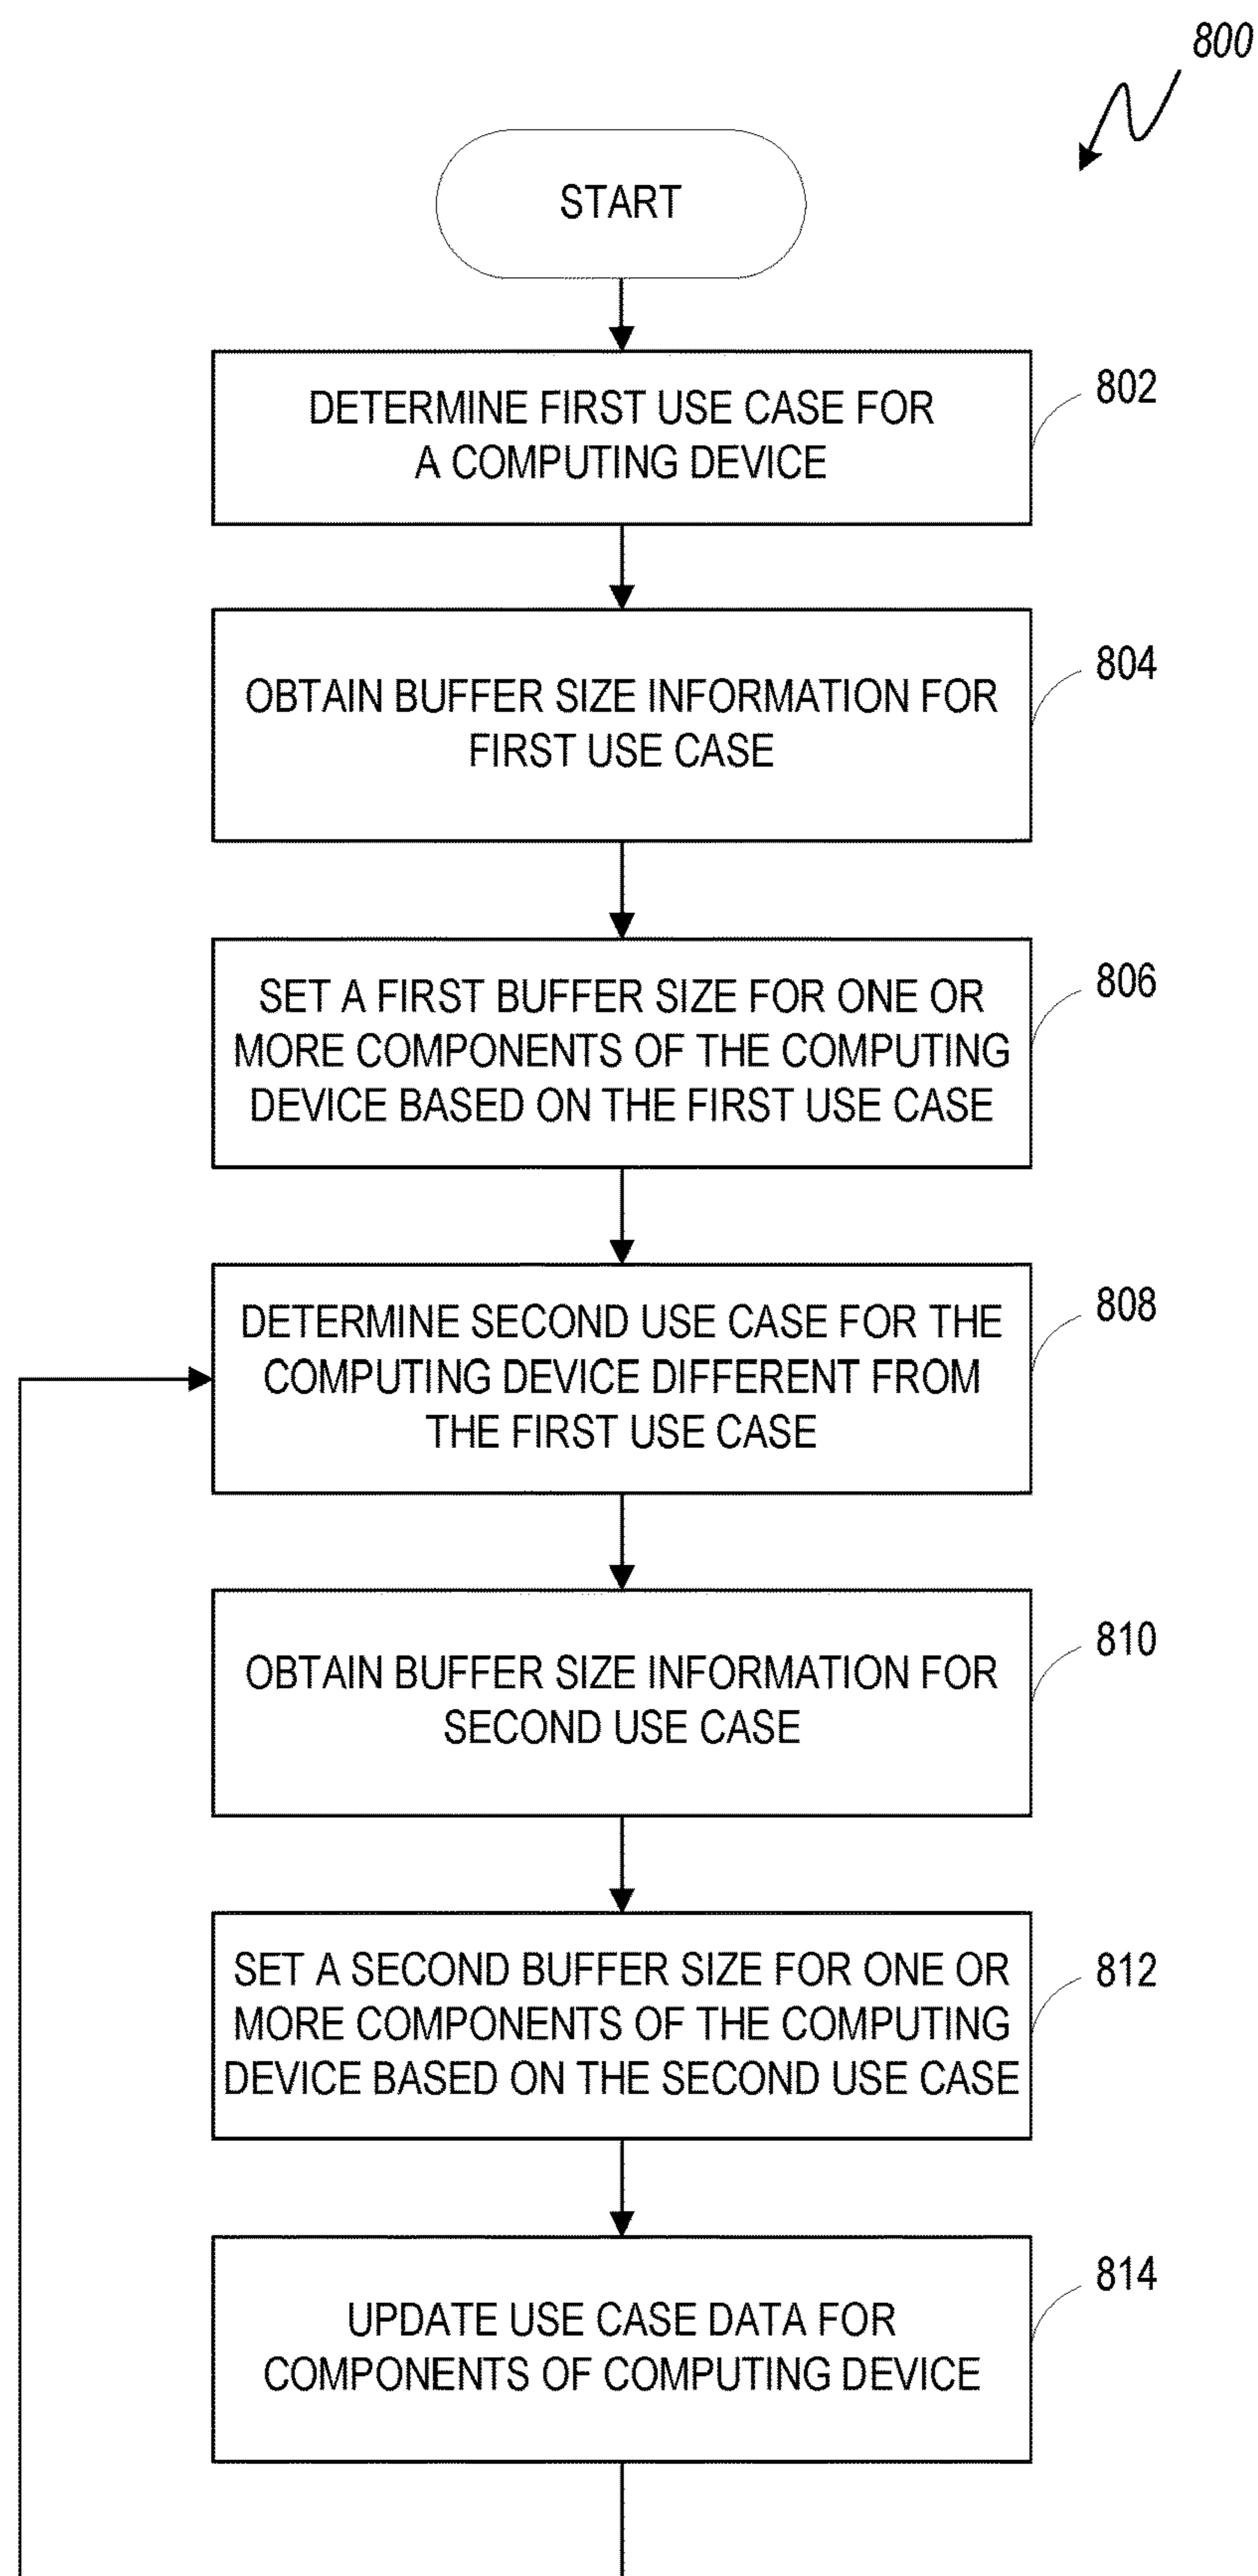 800
START
DETERMINE FIRST USE CASE FOR
A COMPUTING DEVICE
802
OBTAIN BUFFER SIZE INFORMATION FOR
FIRST USE CASE
804
SET A FIRST BUFFER SIZE FOR ONE OR
MORE COMPONENTS OF THE COMPUTING
DEVICE BASED ON THE FIRST USE CASE
806
DETERMINE SECOND USE CASE FOR THE
COMPUTING DEVICE DIFFERENT FROM
THE FIRST USE CASE
808
OBTAIN BUFFER SIZE INFORMATION FOR
SECOND USE CASE
810
SET A SECOND BUFFER SIZE FOR ONE OR
MORE COMPONENTS OF THE COMPUTING
DEVICE BASED ON THE SECOND USE CASE
812
UPDATE USE CASE DATA FOR
COMPONENTS OF COMPUTING DEVICE
814